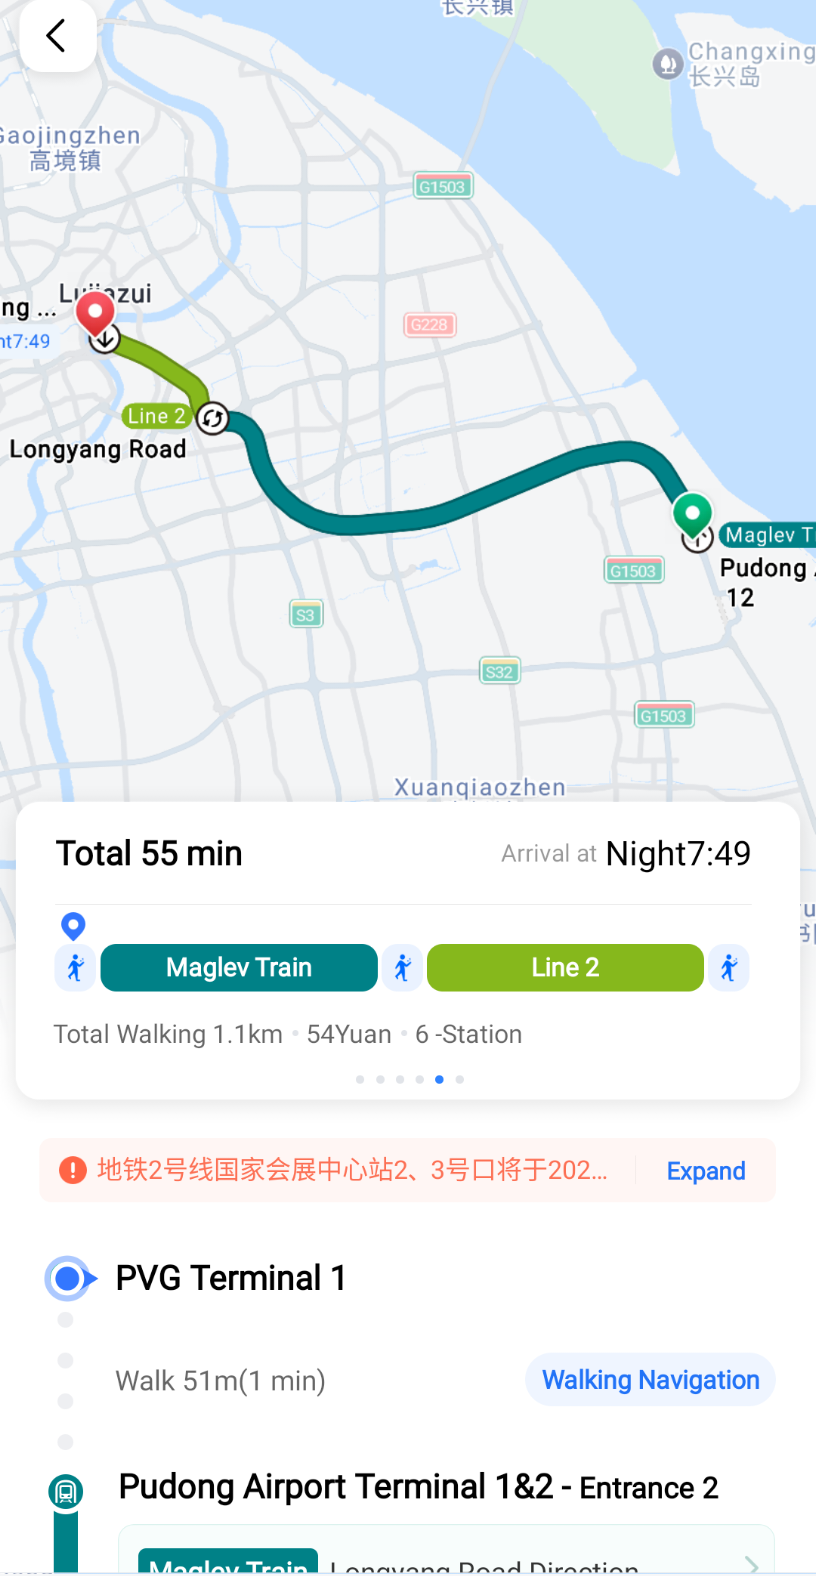 长兴镇
Changxing
长兴岛
Gaojingzhen
高境镇
G1503
Lujiazui
ng ...
G228
nt7:49
Line 2
Longyang Road
Maglev T
Pudong
12
G1503
S3
S32
G1503
Xuanqiaozhen
Total 55 min
Arrival at Night7:49
Maglev Train
Line 2
Total Walking 1.1km • 54Yuan • 6 -Station
地铁2号线国家会展中心站2、3号口将于202...
Expand
PVG Terminal 1
Walk 51m(1 min)
Walking Navigation
Pudong Airport Terminal 1&2 - Entrance 2
Maglev Train Longyang Road Direction